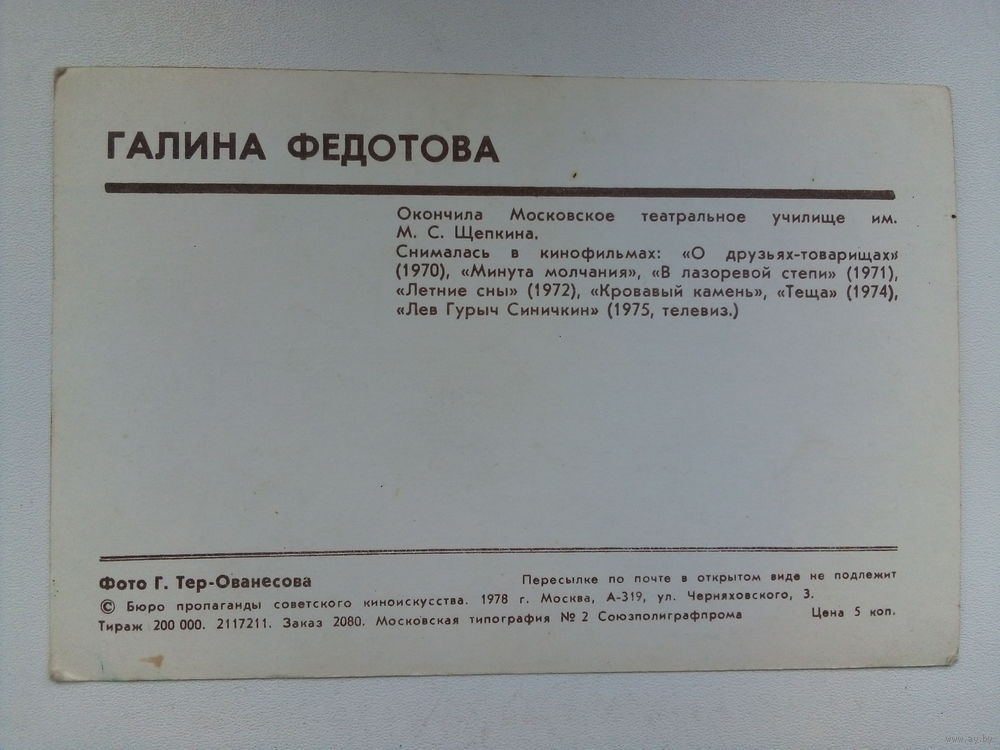 ГАЛИНА ФЕДОТОВА
Окончила Московское театральное училище им.
М. С. Щепкина.
Снималась в кинофильмах: «О друзьях-товарищах»
(1970), «Минута молчания», «В лазоревой степи» (1971),
«Летние сны» (1972), «Кровавый камень», «Теща» (1974),
«Лев Гурыч Синичкин» (1975, телевиз.)
Фото Г. Тер-Ованесова
Пересылке по почте в открытом виде не подлежит
© Бюро пропаганды советского киноискусства. 1978 г. Москва, А-319, ул. Черняховского, 3.
Тираж 200 000. 2117211. Заказ 2080. Московская типография № 2 Союзполиграфпрома
Цена 5 коп.
www.ay.by